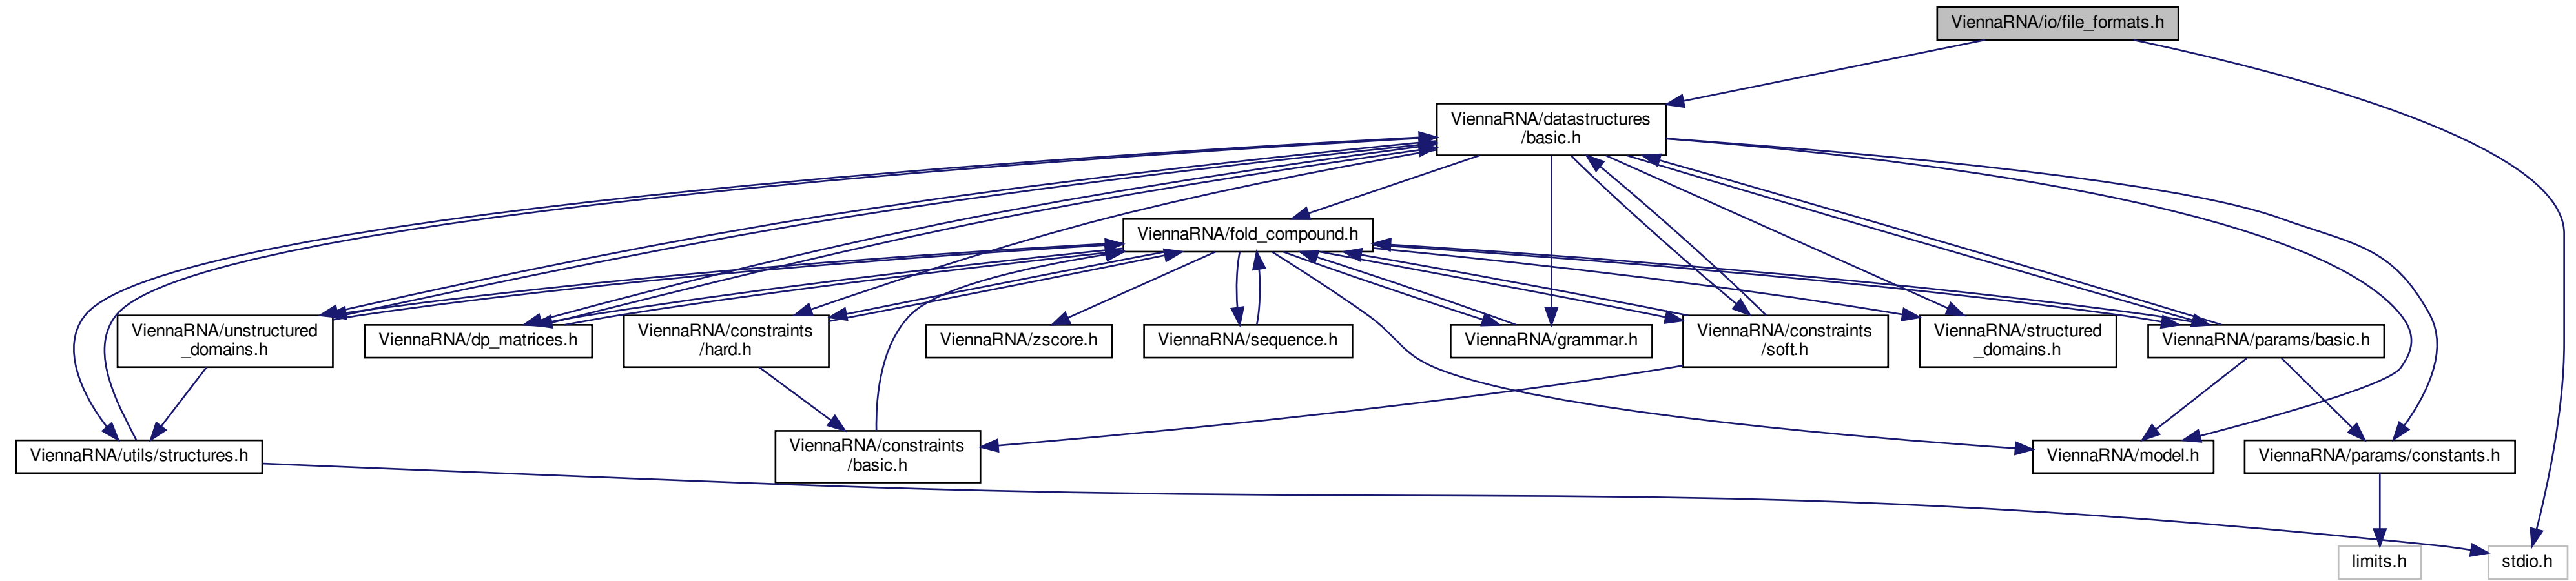 ViennaRNA/io/file_formats.h
ViennaRNA/datastructures
/basic.h
ViennaRNA/fold_compound.h
ViennaRNA/unstructured
_domains.h
ViennaRNA/dp_matrices.h
ViennaRNA/constraints
/hard.h
ViennaRNA/zscore.h
ViennaRNA/sequence.h
ViennaRNA/grammar.h
ViennaRNA/constraints
/soft.h
ViennaRNA/structured
_domains.h
ViennaRNA/params/basic.h
ViennaRNA/utils/structures.h
ViennaRNA/constraints
/basic.h
ViennaRNA/model.h
ViennaRNA/params/constants.h
limits.h
stdio.h